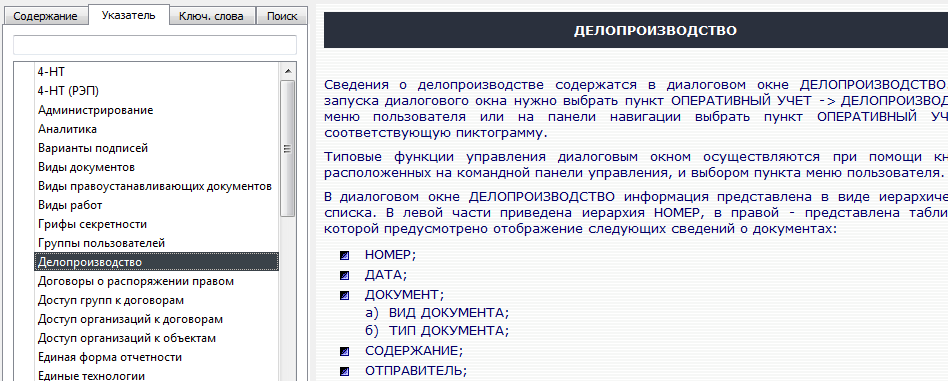 Содержание
Указатель
Ключ. слова
Поиск
4-НТ
4-НТ (РЭП)
Администрирование
Аналитика
Варианты подписей
Виды документов
Виды правоустанавливающих документов
Виды работ
Грифы секретности
Группы пользователей
Делопроизводство
Договоры о распоряжении правом
Доступ групп к договорам
Доступ организаций к договорам
Доступ организаций к объектам
Единая форма отчетности
Единые технологии
ДЕЛОПРОИЗВОДСТВО
Сведения о делопроизводстве содержатся в диалоговом окне ДЕЛОПРОИЗВОДСТВО.
запуска диалогового окна нужно выбрать пункт ОПЕРАТИВНЫЙ УЧЕТ -> ДЕЛОПРОИЗВОД
меню пользователя или на панели навигации выбрать пункт ОПЕРАТИВНЫЙ УЧ
соответствующую пиктограмму.
Типовые функции управления диалоговым окном осуществляются при помощи кн
расположенных на командной панели управления, и выбором пункта меню пользователя.
В диалоговом окне ДЕЛОПРОИЗВОДСТВО информация представлена в виде иерархиче
списка. В левой части приведена иерархия НОМЕР, в правой - представлена табли
которой предусмотрено отображение следующих сведений о документах:
НОМЕР;
ДАТА;
ДОКУМЕНТ;
а) ВИД ДОКУМЕНТА;
б) ТИП ДОКУМЕНТА;
СОДЕРЖАНИЕ;
ОТПРАВИТЕЛЬ;